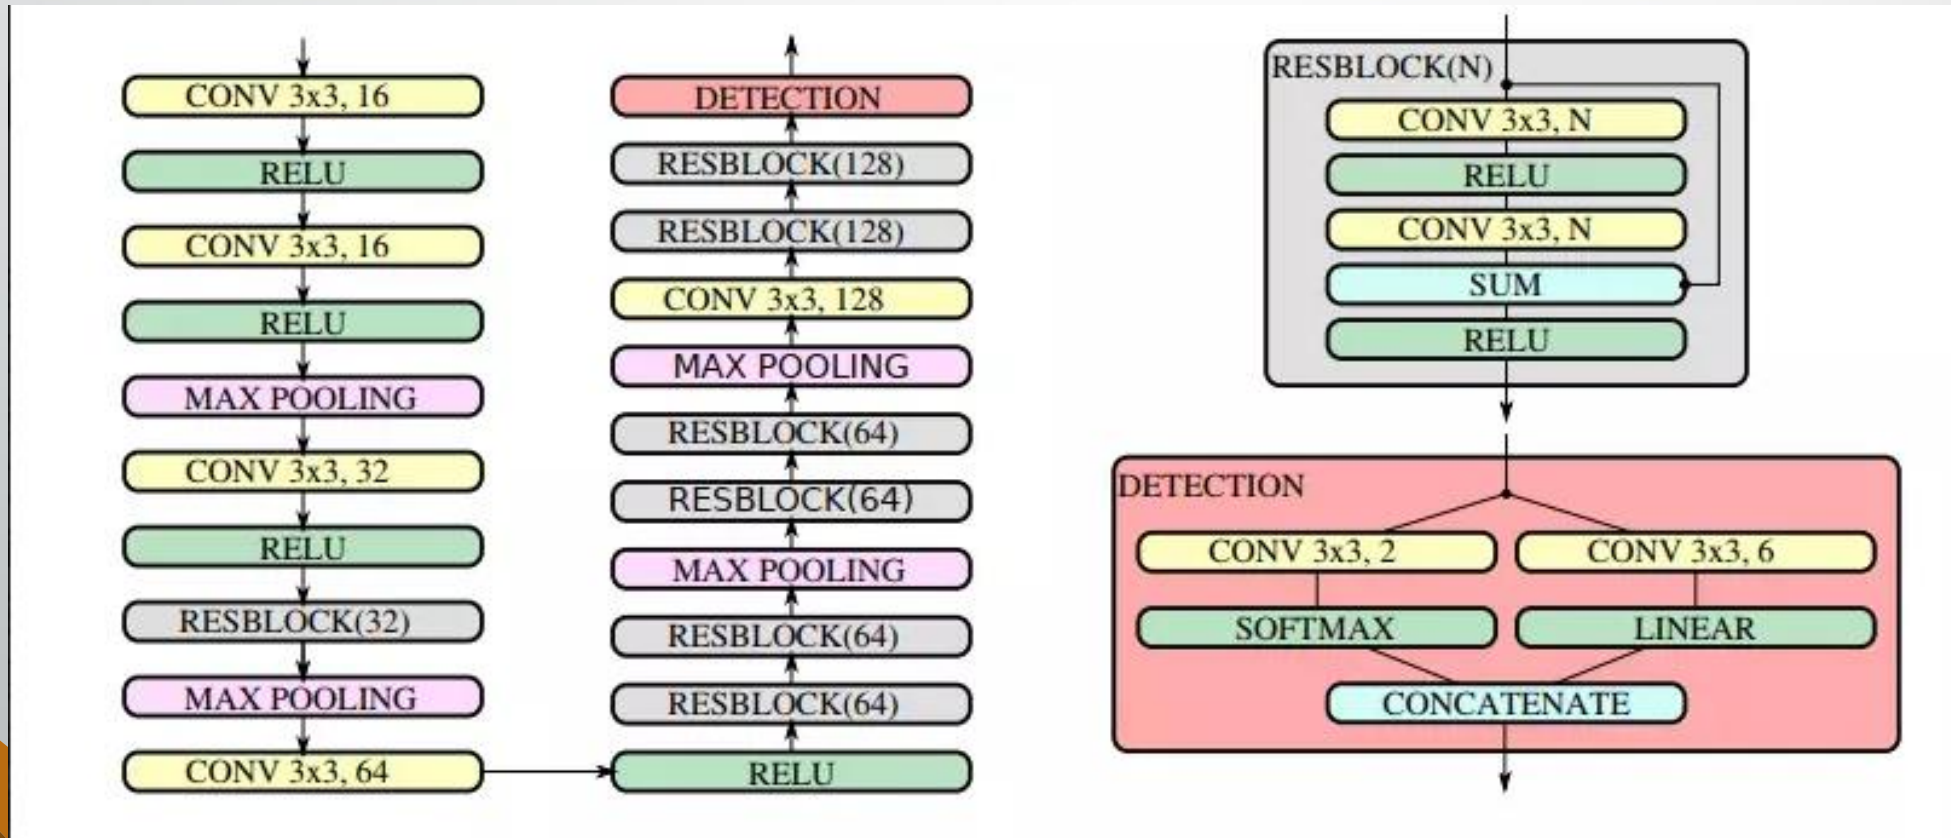 CONV 3x3, 16
RELU
CONV 3x3, 16
RELU
MAX POOLING
CONV 3x3, 32
RELU
RESBLOCK(32)
MAX POOLING
CONV 3x3, 64
DETECTION
RESBLOCK(128)
RESBLOCK(128)
CONV 3x3, 128
MAX POOLING
RESBLOCK(64)
RESBLOCK(64)
MAX POOLING
RESBLOCK(64)
RESBLOCK(64)
RELU
RESBLOCK(N)
CONV 3x3, N
RELU
CONV 3x3, N
SUM
RELU
DETECTION
CONV 3x3, 2
CONV 3x3, 6
SOFTMAX
LINEAR
CONCATENATE